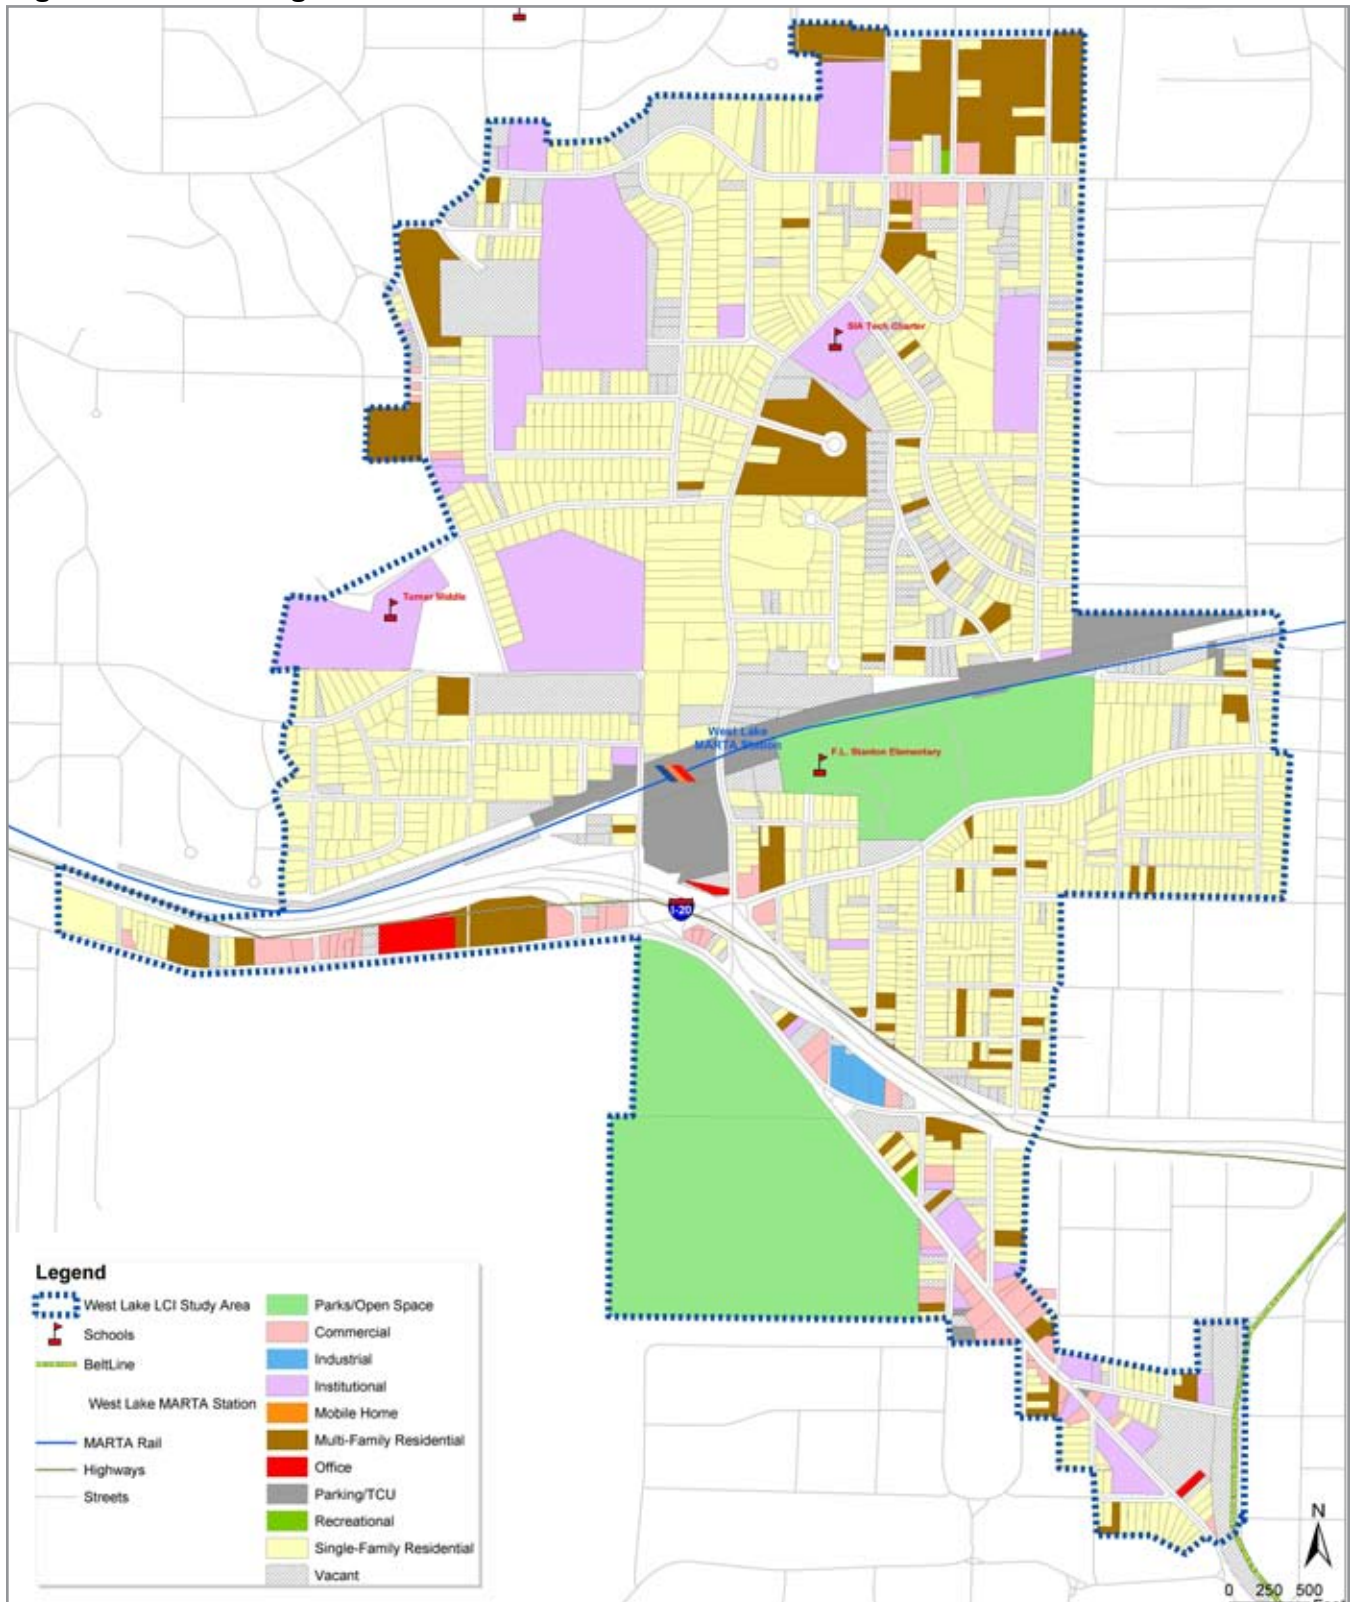 SIA Tech Charter
Turner Middle
West Lake
MARTA Station
F.L. Stanton Elementary
I-20
Legend
West Lake LCI Study Area
Schools
BeltLine
West Lake MARTA Station
MARTA Rail
Highways
Streets
Parks/Open Space
Commercial
Industrial
Institutional
Mobile Home
Multi-Family Residential
Office
Parking/TCU
Recreational
Single-Family Residential
Vacant
N
0 250 500